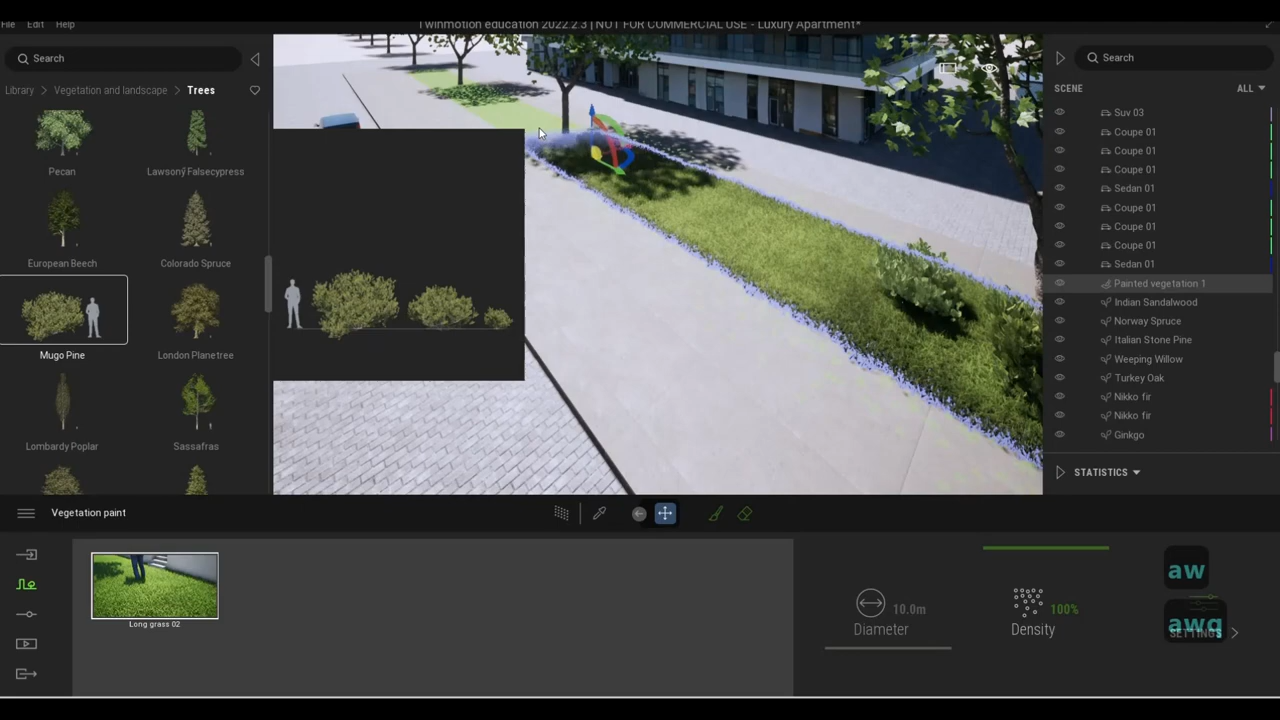 File Edit Help
Twinmotion education 2022.2.3 | NOT FOR COMMERCIAL USE - Luxury Apartment*
Search
Library > Vegetation and landscape > Trees
Pecan
Lawson's Falsecypress
European Beech
Colorado Spruce
Mugo Pine
London Planetree
Lombardy Poplar
Sassafras
Search
SCENE
ALL
Suv 03
Coupe 01
Coupe 01
Coupe 01
Sedan 01
Coupe 01
Coupe 01
Coupe 01
Sedan 01
Painted vegetation 1
Indian Sandalwood
Norway Spruce
Italian Stone Pine
Weeping Willow
Turkey Oak
Nikko fir
Nikko fir
Ginkgo
STATISTICS
Vegetation paint
Long grass 02
10.0m
Diameter
100%
Density
aw
awq
SETTINGS